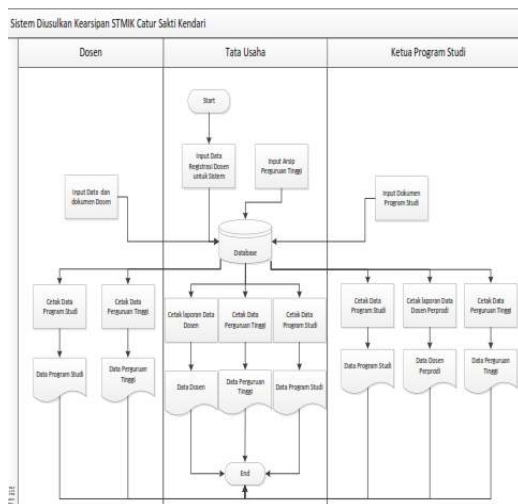 Sistem Diusulkan Kearsipan STMIK Catur Sakti Kendari
Dosen
Tata Usaha
Ketua Program Studi
Start
Input Data
Registrasi Dosen
untuk Sistem
Input Arsip
Perguruan Tinggi
Input Data dan
dokumen Dosen
Input Dokumen
Program Studi
Database
Cetak Data
Program Studi
Cetak Data
Perguruan Tinggi
Cetak laporan Data
Dosen
Cetak Data
Perguruan Tinggi
Cetak Data
Program Studi
Cetak Data
Program Studi
Cetak laporan Data
Dosen Perprodi
Cetak Data
Perguruan Tinggi
Data Program Studi
Data Perguruan
Tinggi
Data Dosen
Data Perguruan
Tinggi
Data Program Studi
Data Program Studi
Data Dosen
Perprodi
Data Perguruan
Tinggi
End
Phase